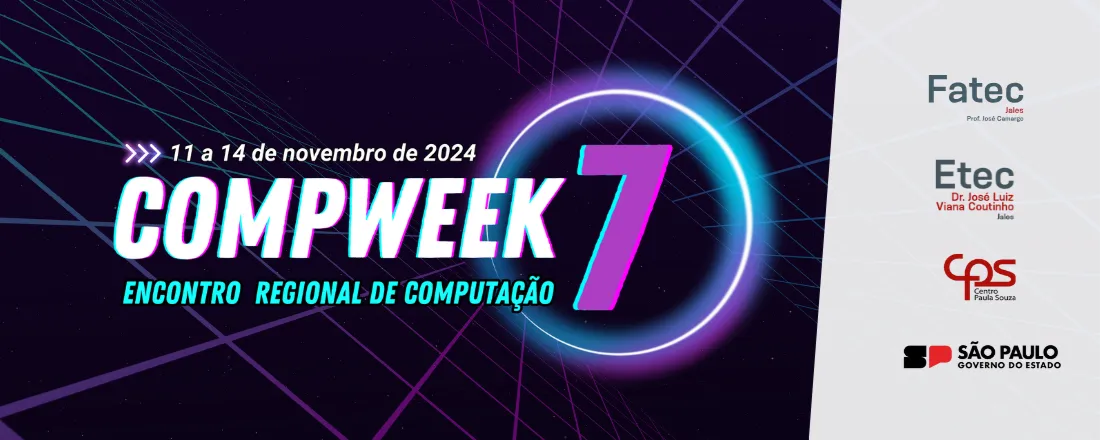 11 a 14 de novembro de 2024
COMPWEEK 7
ENCONTRO REGIONAL DE COMPUTAÇÃO
Fatec
Jales
Prof. José Camargo
Etec
Dr. José Luiz
Viana Coutinho
Jales
cps
Centro
Paula Souza
SP SÃO PAULO
GOVERNO DO ESTADO